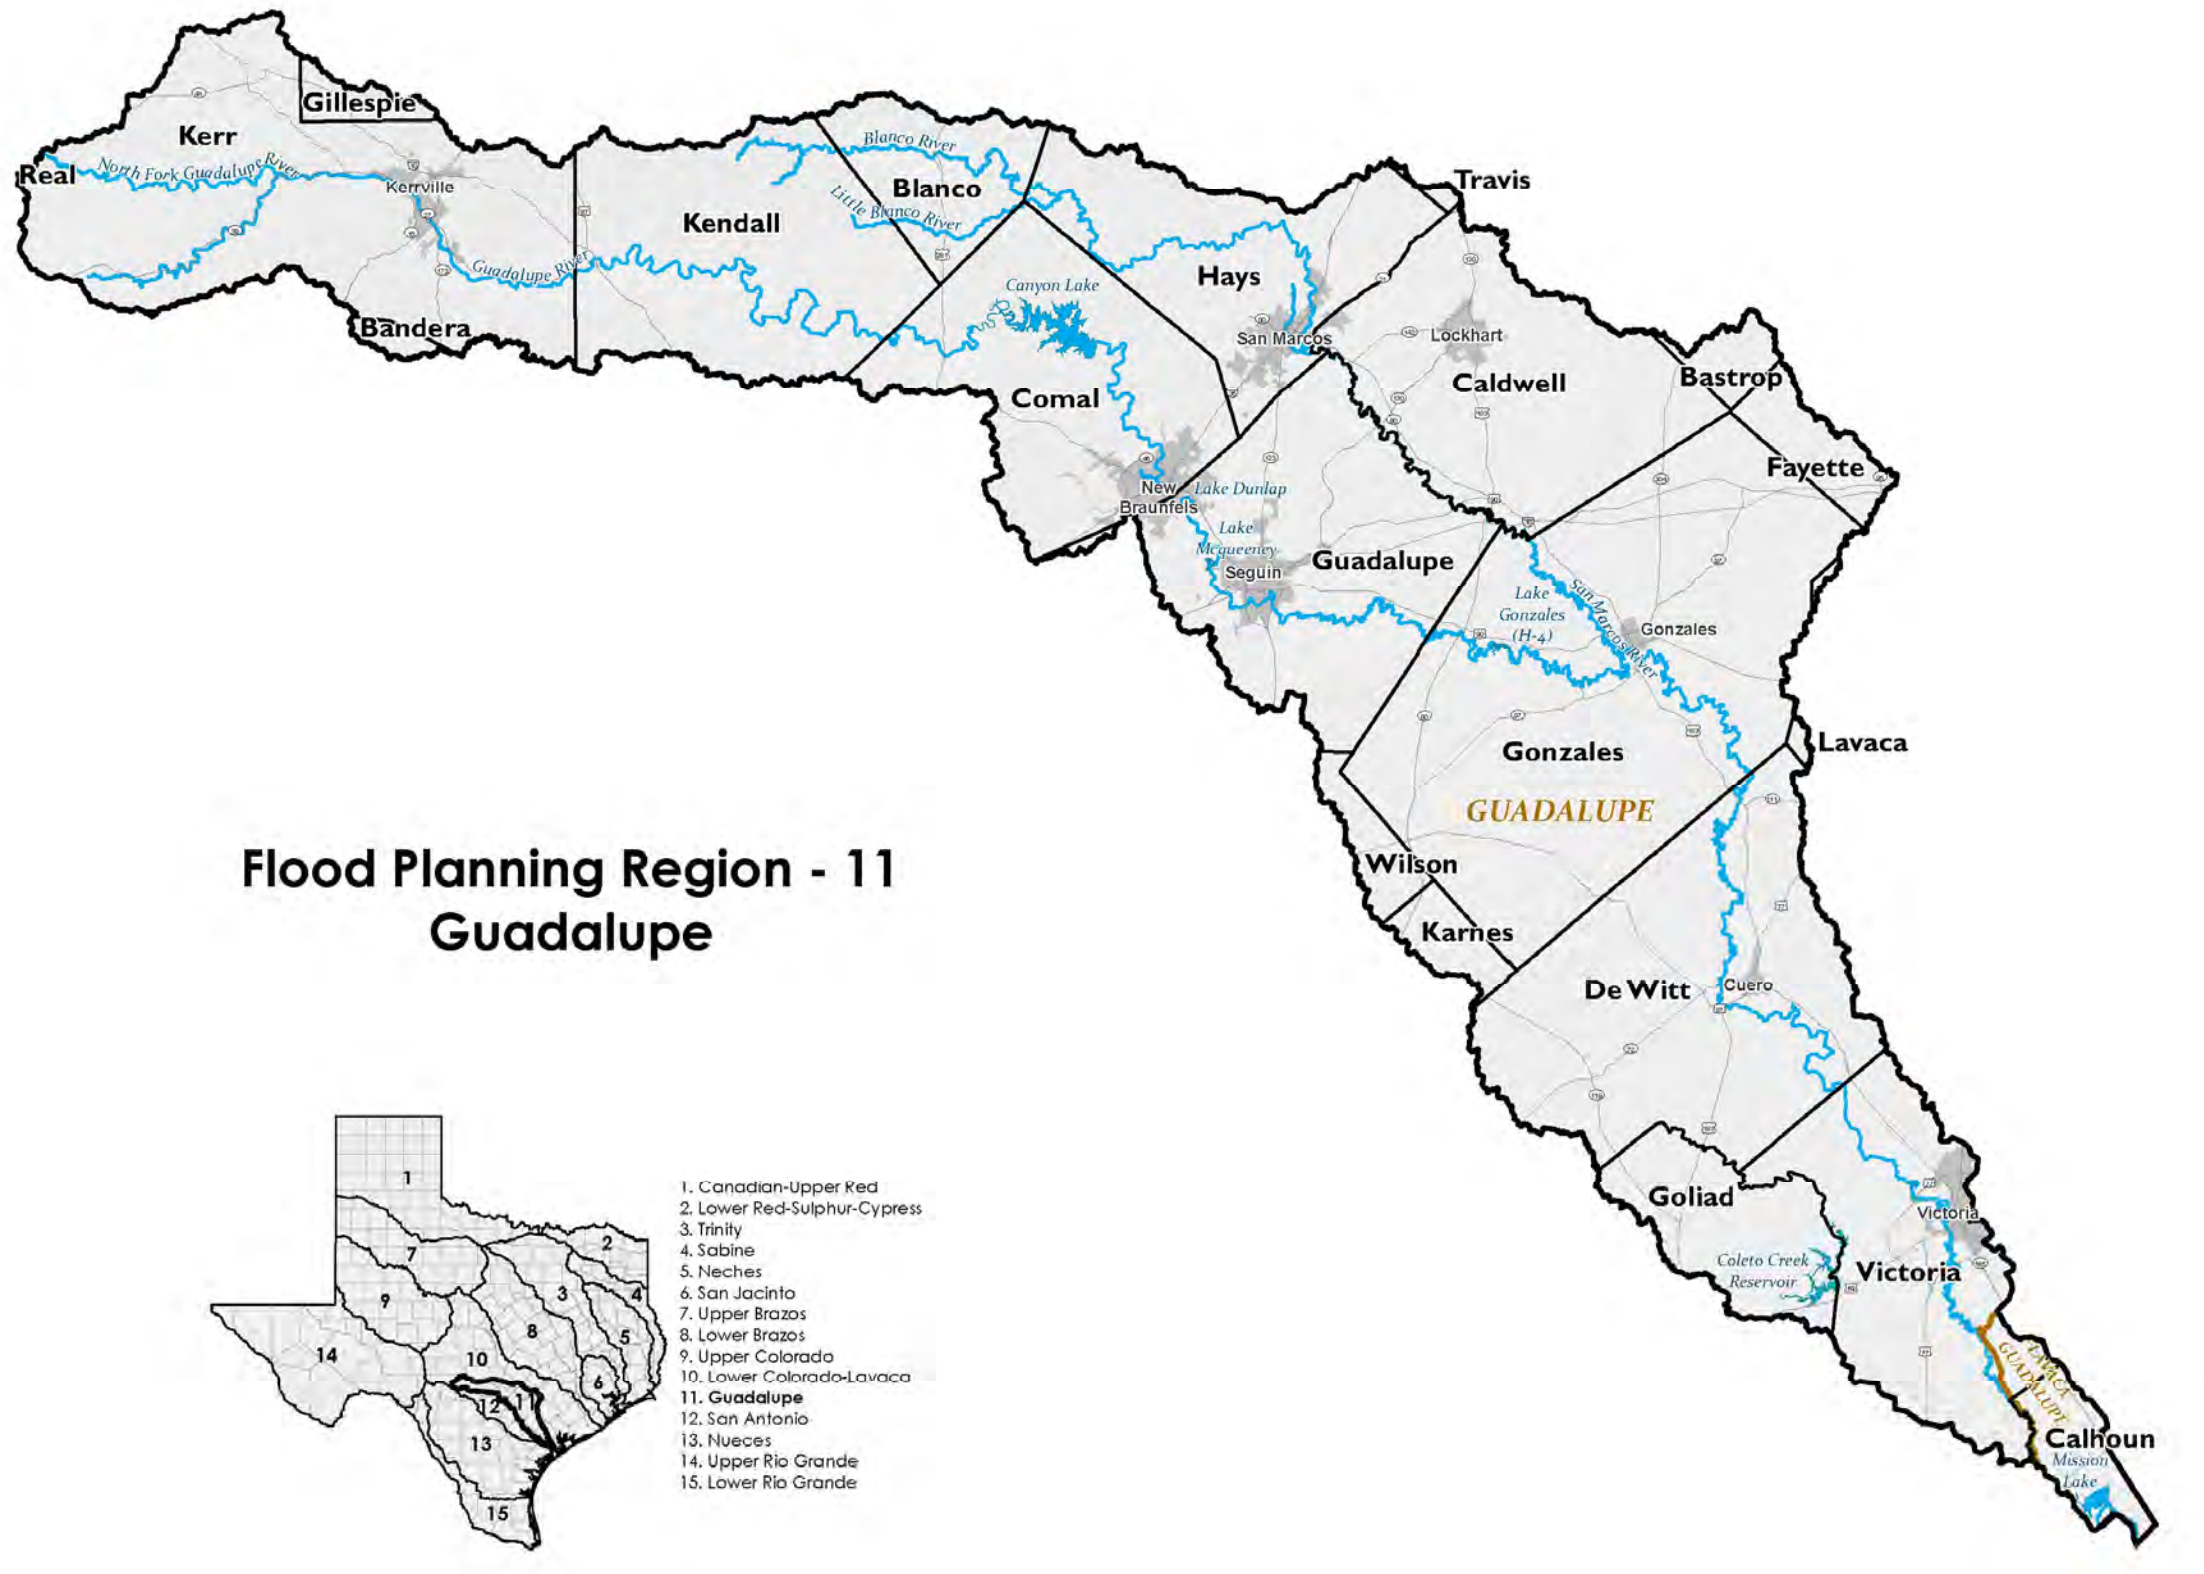 Gillespie
Kerr
Blanco River
Real
North Fork Guadalupe River
Kerrville
Blanco
Travis
Little Blanco River
Kendall
Guadalupe River
Hays
Canyon Lake
Bandera
San Marcos
Lockhart
Bastrop
Caldwell
Comal
Fayette
New
Braunfels
Lake Dunlap
Lake
Mcqueeney
Guadalupe
Seguin
Lake
Gonzales
(H-4)
San Marcos River
Gonzales
Lavaca
Gonzales
GUADALUPE
Wilson
Karnes
De Witt
Cuero
Goliad
Victoria
Coleto Creek
Reservoir
Victoria
LAVACA
GUADALUPE
Calhoun
Mission
Lake
Flood Planning Region - 11
Guadalupe
1
2
7
3
4
9
8
5
14
10
6
12
11
13
15
1. Canadian-Upper Red
2. Lower Red-Sulphur-Cypress
3. Trinity
4. Sabine
5. Neches
6. San Jacinto
7. Upper Brazos
8. Lower Brazos
9. Upper Colorado
10. Lower Colorado-Lavaca
11. Guadalupe
12. San Antonio
13. Nueces
14. Upper Rio Grande
15. Lower Rio Grande